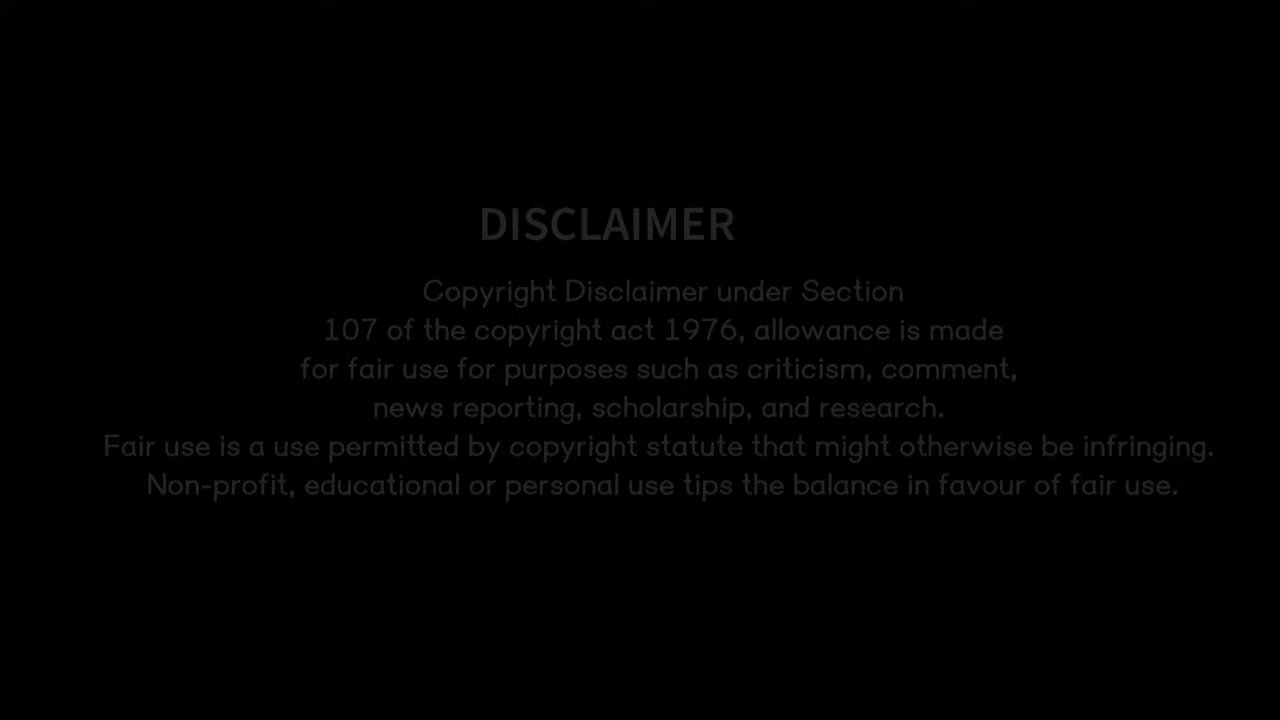 DISCLAIMER
Copyright Disclaimer under Section
107 of the copyright act 1976, allowance is made
for fair use for purposes such as criticism, comment,
news reporting, scholarship, and research.
Fair use is a use permitted by copyright statute that might otherwise be infringing.
Non-profit, educational or personal use tips the balance in favour of fair use.